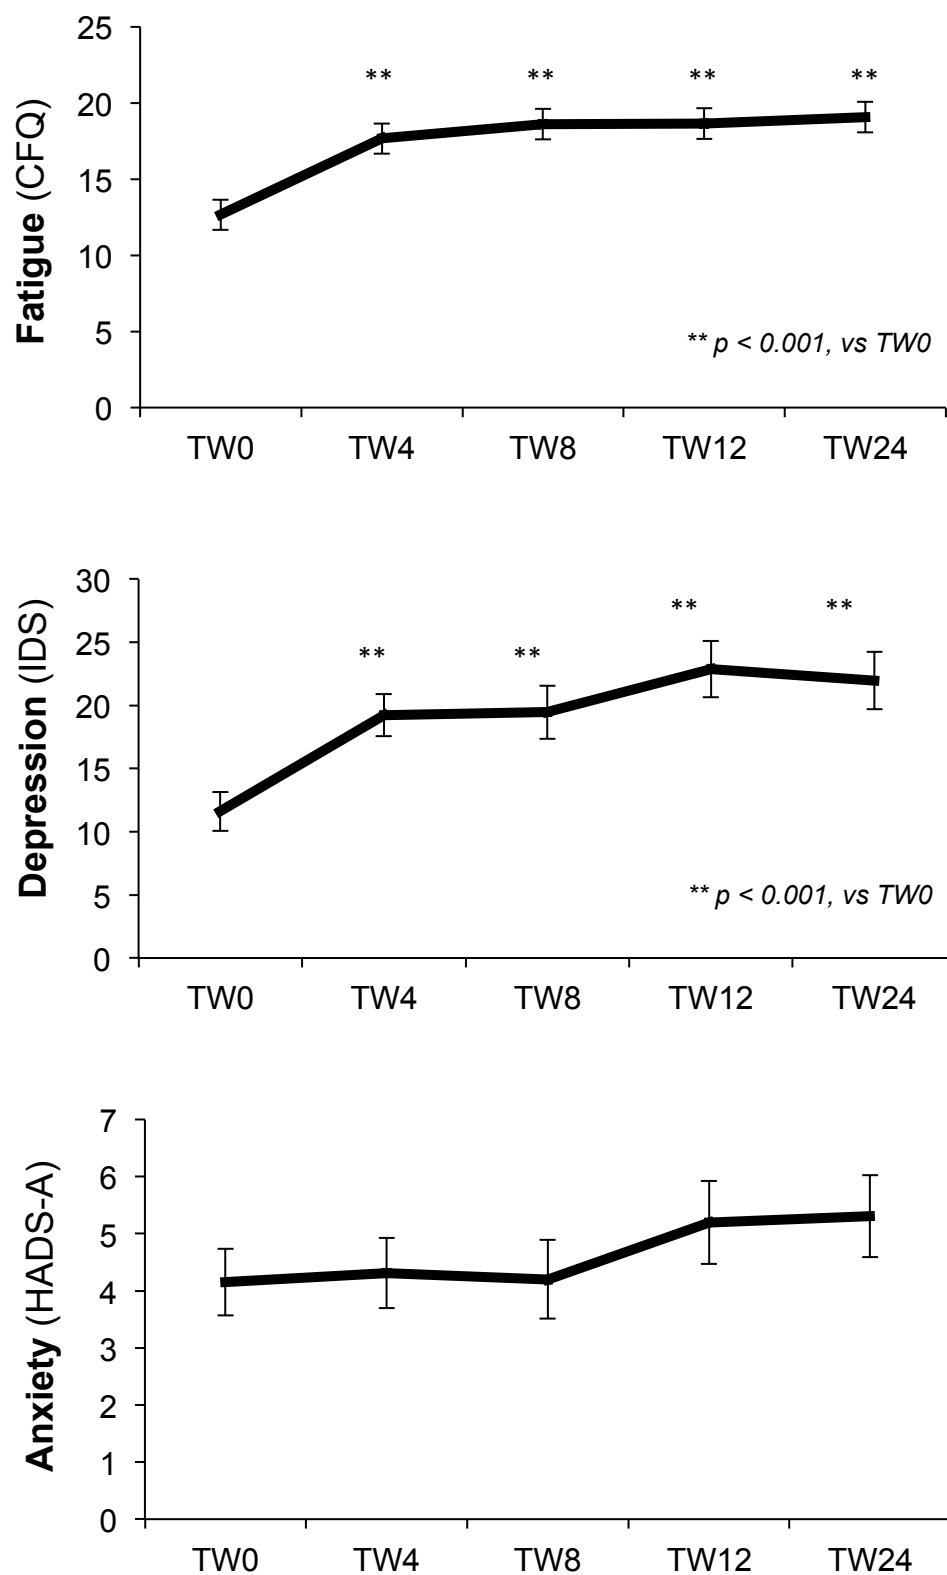 25
20
15
10
5
0
Fatigue (CFQ)
** ** ** **
** p < 0.001, vs TW0
TW0 TW4 TW8 TW12 TW24
30
25
20
15
10
5
0
Depression (IDS)
** ** ** **
** p < 0.001, vs TW0
TW0 TW4 TW8 TW12 TW24
7
6
5
4
3
2
1
0
Anxiety (HADS-A)
TW0 TW4 TW8 TW12 TW24